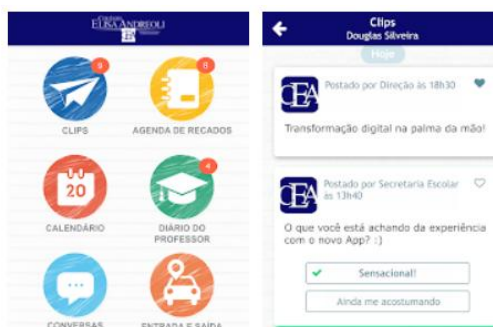 COLÉGIO
ELISA ANDREOLI
9
8
CLIPS
AGENDA DE RECADOS
20
4
CALENDÁRIO
DIÁRIO DO
PROFESSOR
CONVERSAS
ENTRADA E SAÍDA
Clips
Douglas Silveira
Hoje
CEA
Postado por Direção às 18h30
Transformação digital na palma da mão!
CEA
Postado por Secretaria Escolar
às 13h40
O que você está achando da experiência
com o novo App? :)
Sensacional!
Ainda me acostumando